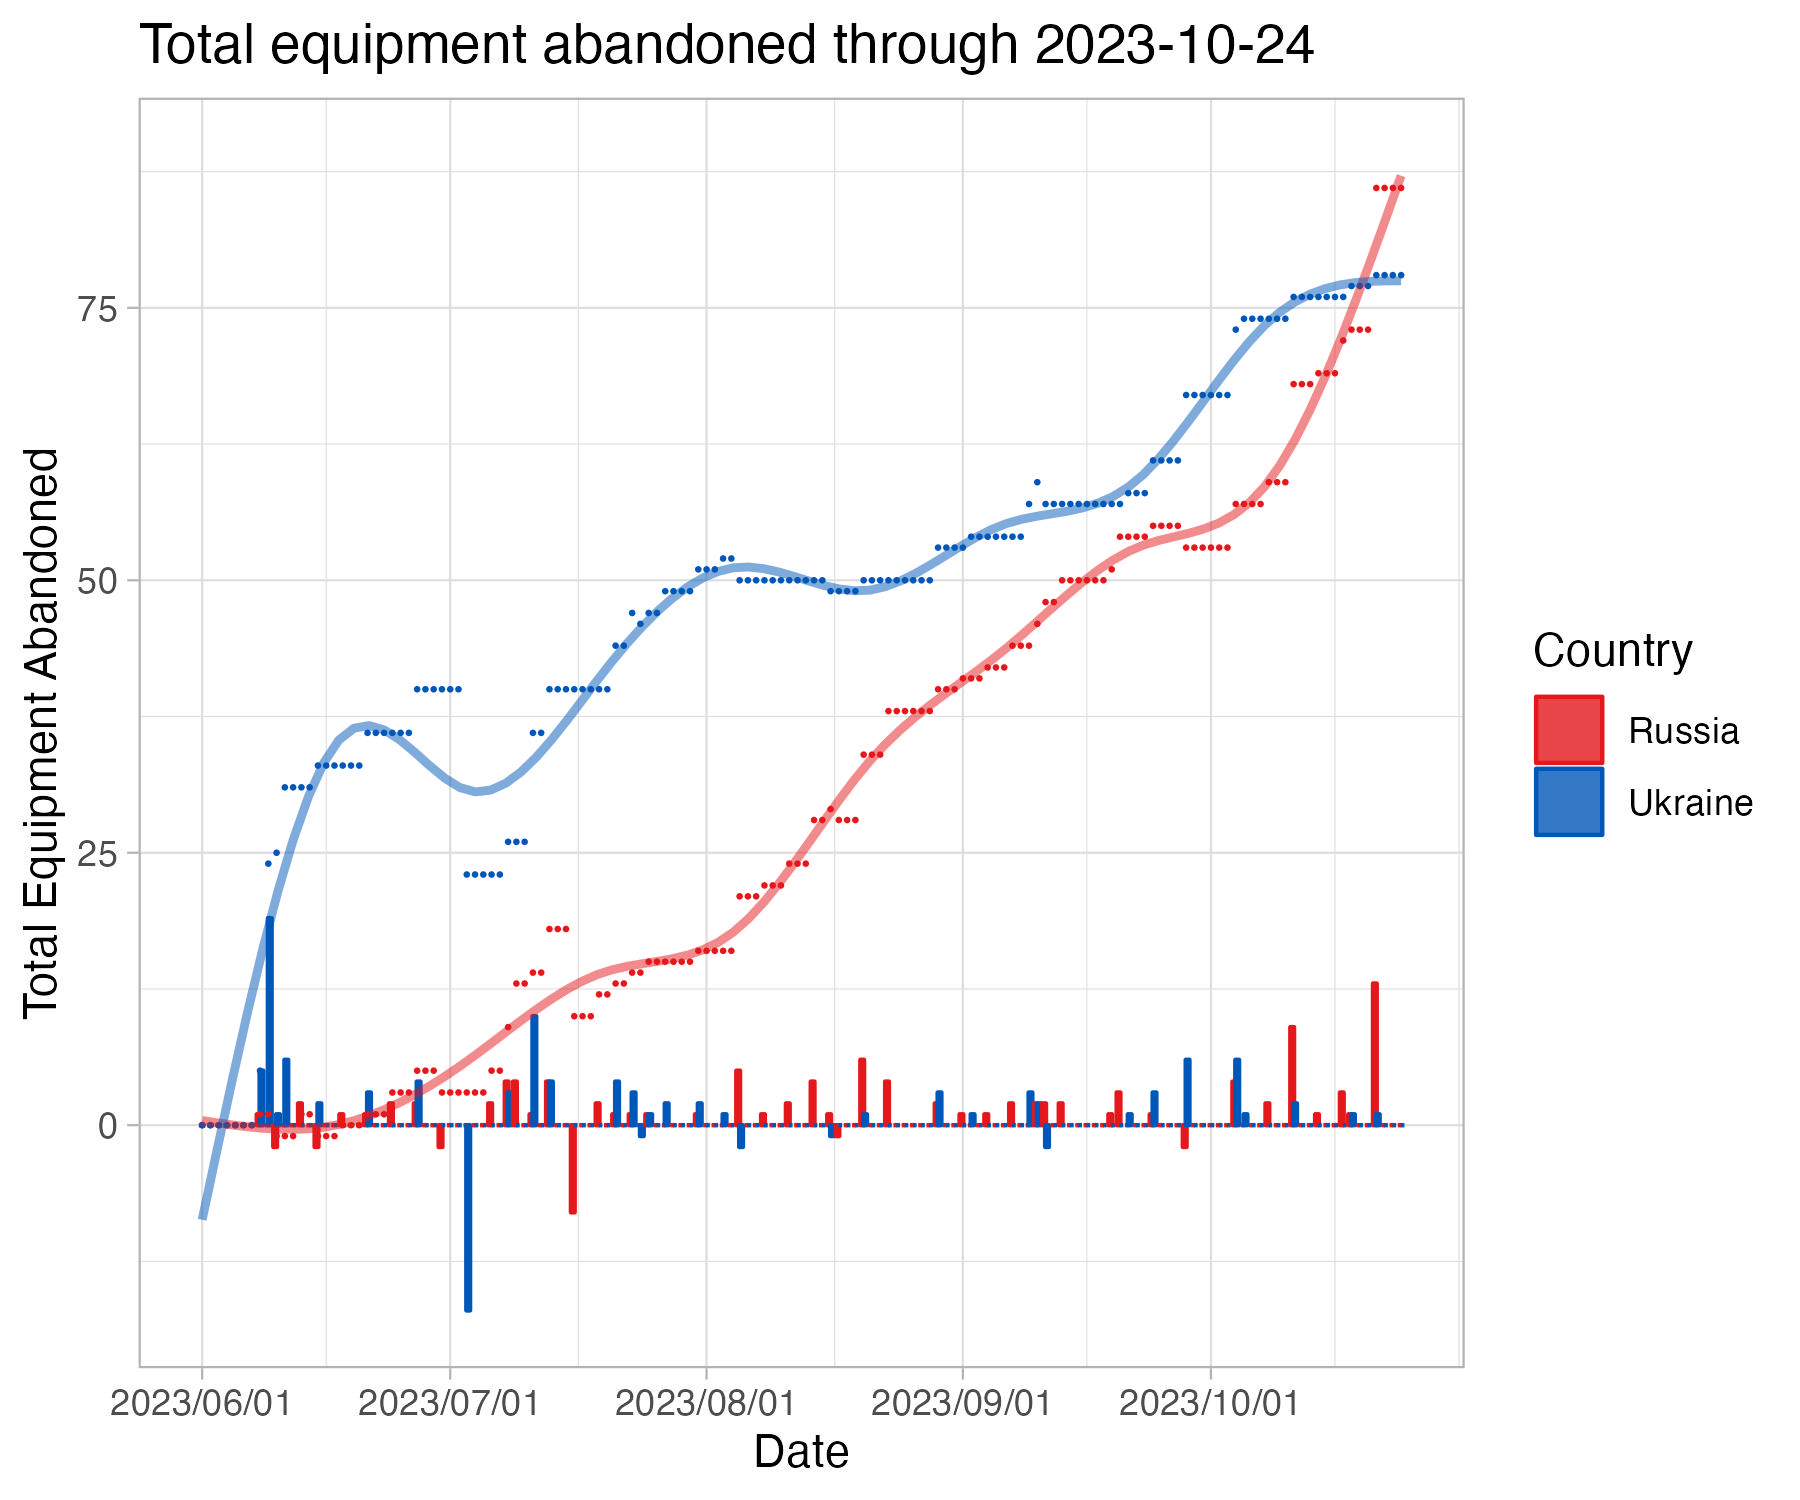 Total equipment abandoned through 2023-10-24
Total Equipment Abandoned
75
50
25
0
2023/06/01
2023/07/01
2023/08/01
2023/09/01
2023/10/01
Date
Country
Russia
Ukraine